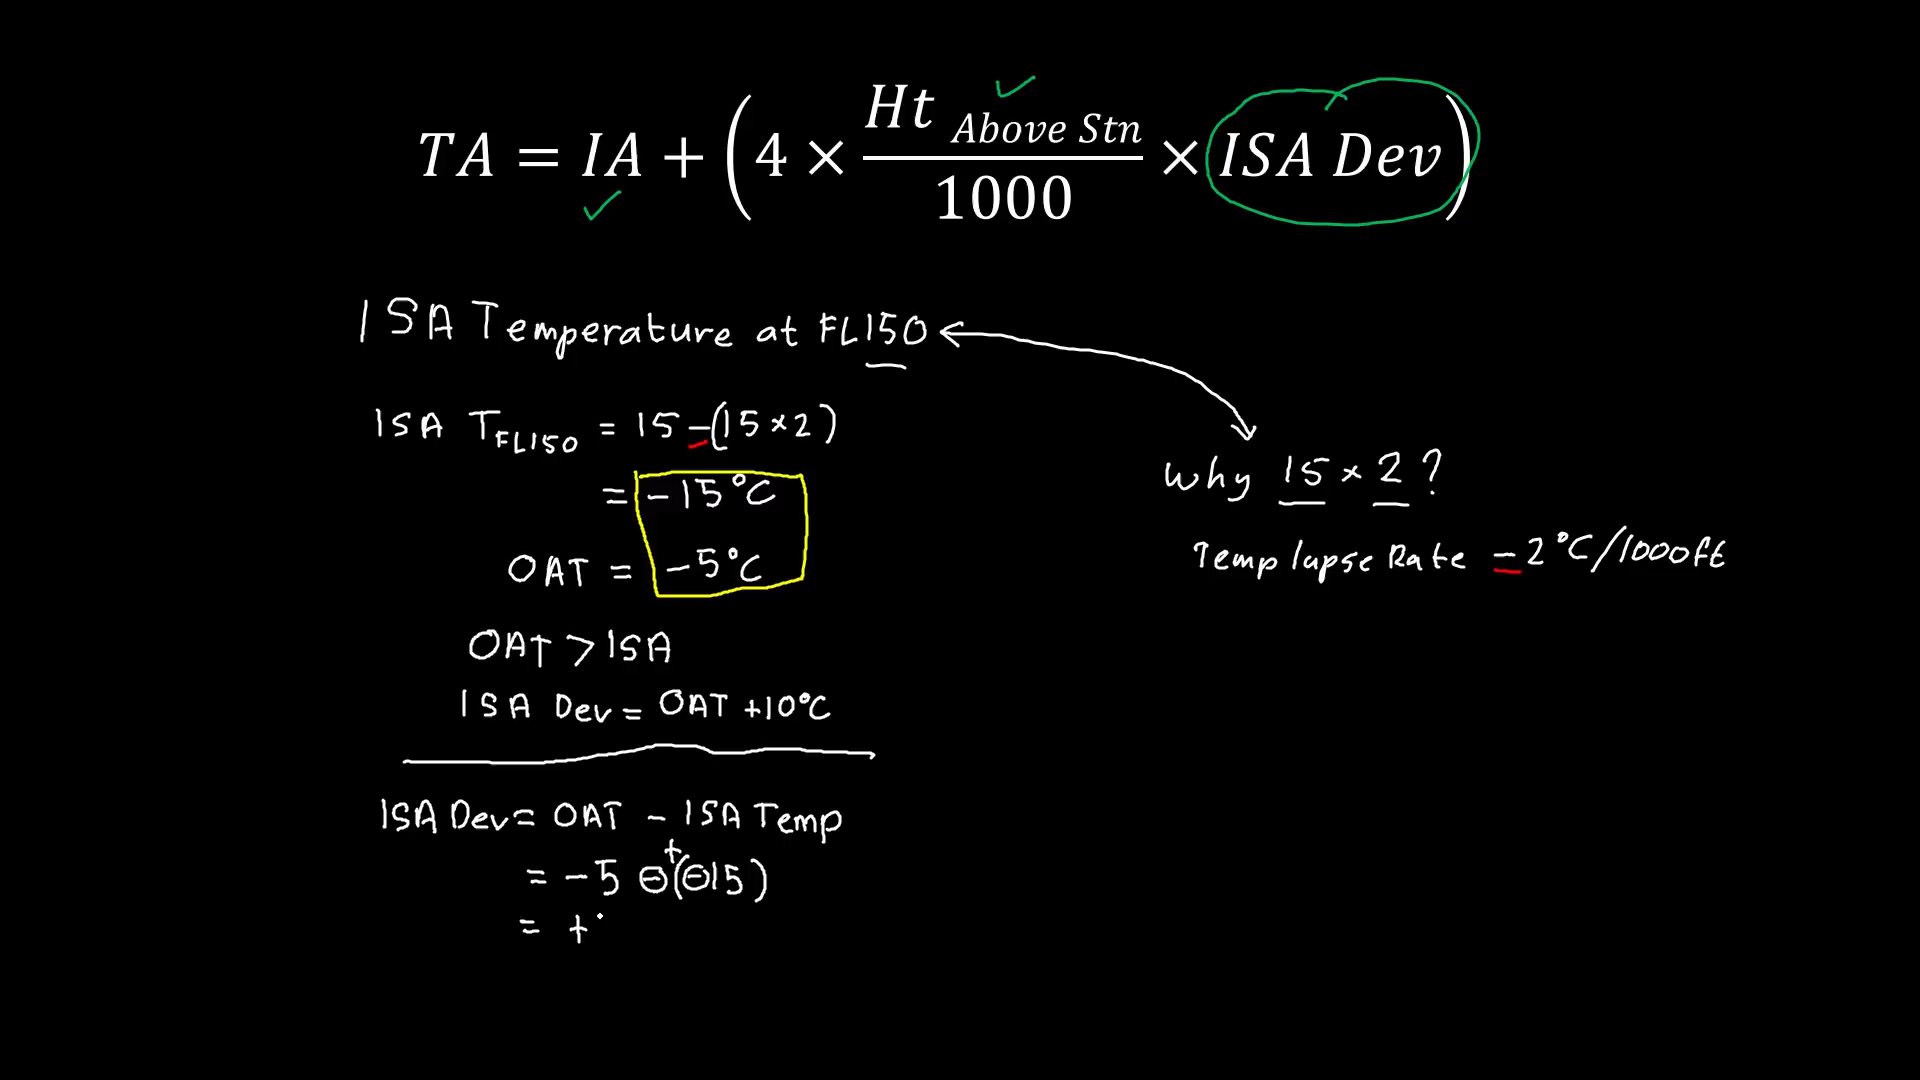 TA = IA + (4 × Ht Above Stn / 1000 × ISA Dev)
ISA Temperature at FL150
ISA T FL150 = 15 - (15 × 2)
= -15°C
OAT = -5°C
OAT > ISA
ISA Dev = OAT +10°C
ISA Dev = OAT - ISA Temp
= -5 - + (-15)
= +
Why 15 × 2 ?
Temp lapse Rate -2°C/1000ft